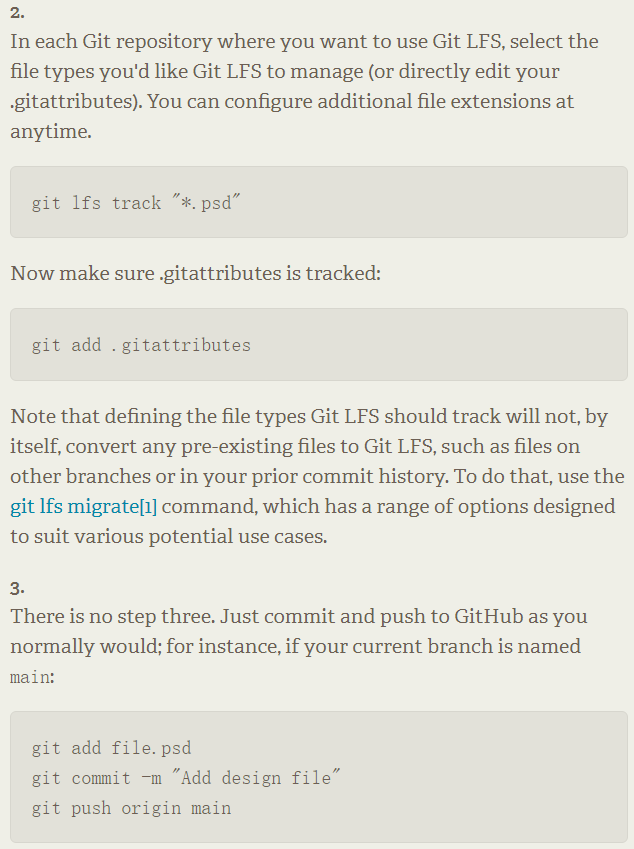 2.
In each Git repository where you want to use Git LFS, select the
file types you'd like Git LFS to manage (or directly edit your
.gitattributes). You can configure additional file extensions at
anytime.
git lfs track "*.psd"
Now make sure .gitattributes is tracked:
git add .gitattributes
Note that defining the file types Git LFS should track will not, by
itself, convert any pre-existing files to Git LFS, such as files on
other branches or in your prior commit history. To do that, use the
git lfs migrate[1] command, which has a range of options designed
to suit various potential use cases.
3.
There is no step three. Just commit and push to GitHub as you
normally would; for instance, if your current branch is named
main:
git add file.psd
git commit -m "Add design file"
git push origin main